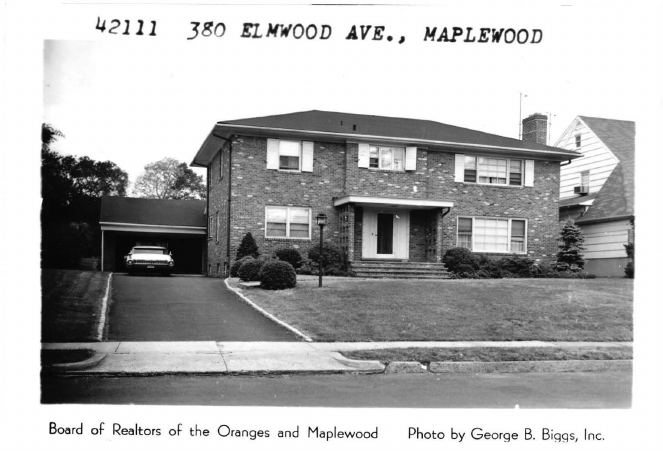 42111 380 ELMWOOD AVE., MAPLEWOOD
Board of Realtors of the Oranges and Maplewood Photo by George B. Biggs, Inc.